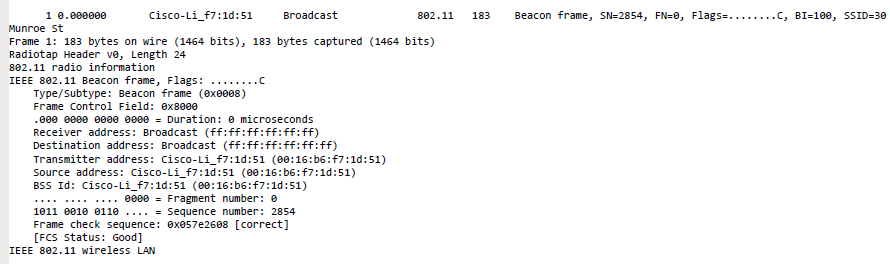 1 0.000000 Cisco-Li_f7:1d:51 Broadcast 802.11 183 Beacon frame, SN=2854, FN=0, Flags=........C, BI=100, SSID=30
Munroe St
Frame 1: 183 bytes on wire (1464 bits), 183 bytes captured (1464 bits)
Radiotap Header v0, Length 24
802.11 radio information
IEEE 802.11 Beacon frame, Flags: ........C
Type/Subtype: Beacon frame (0x0008)
Frame Control Field: 0x8000
.000 0000 0000 0000 = Duration: 0 microseconds
Receiver address: Broadcast (ff:ff:ff:ff:ff:ff)
Destination address: Broadcast (ff:ff:ff:ff:ff:ff)
Transmitter address: Cisco-Li_f7:1d:51 (00:16:b6:f7:1d:51)
Source address: Cisco-Li_f7:1d:51 (00:16:b6:f7:1d:51)
BSS Id: Cisco-Li_f7:1d:51 (00:16:b6:f7:1d:51)
.... .... .... 0000 = Fragment number: 0
1011 0010 0110 .... = Sequence number: 2854
Frame check sequence: 0x057e2608 [correct]
[FCS Status: Good]
IEEE 802.11 wireless LAN